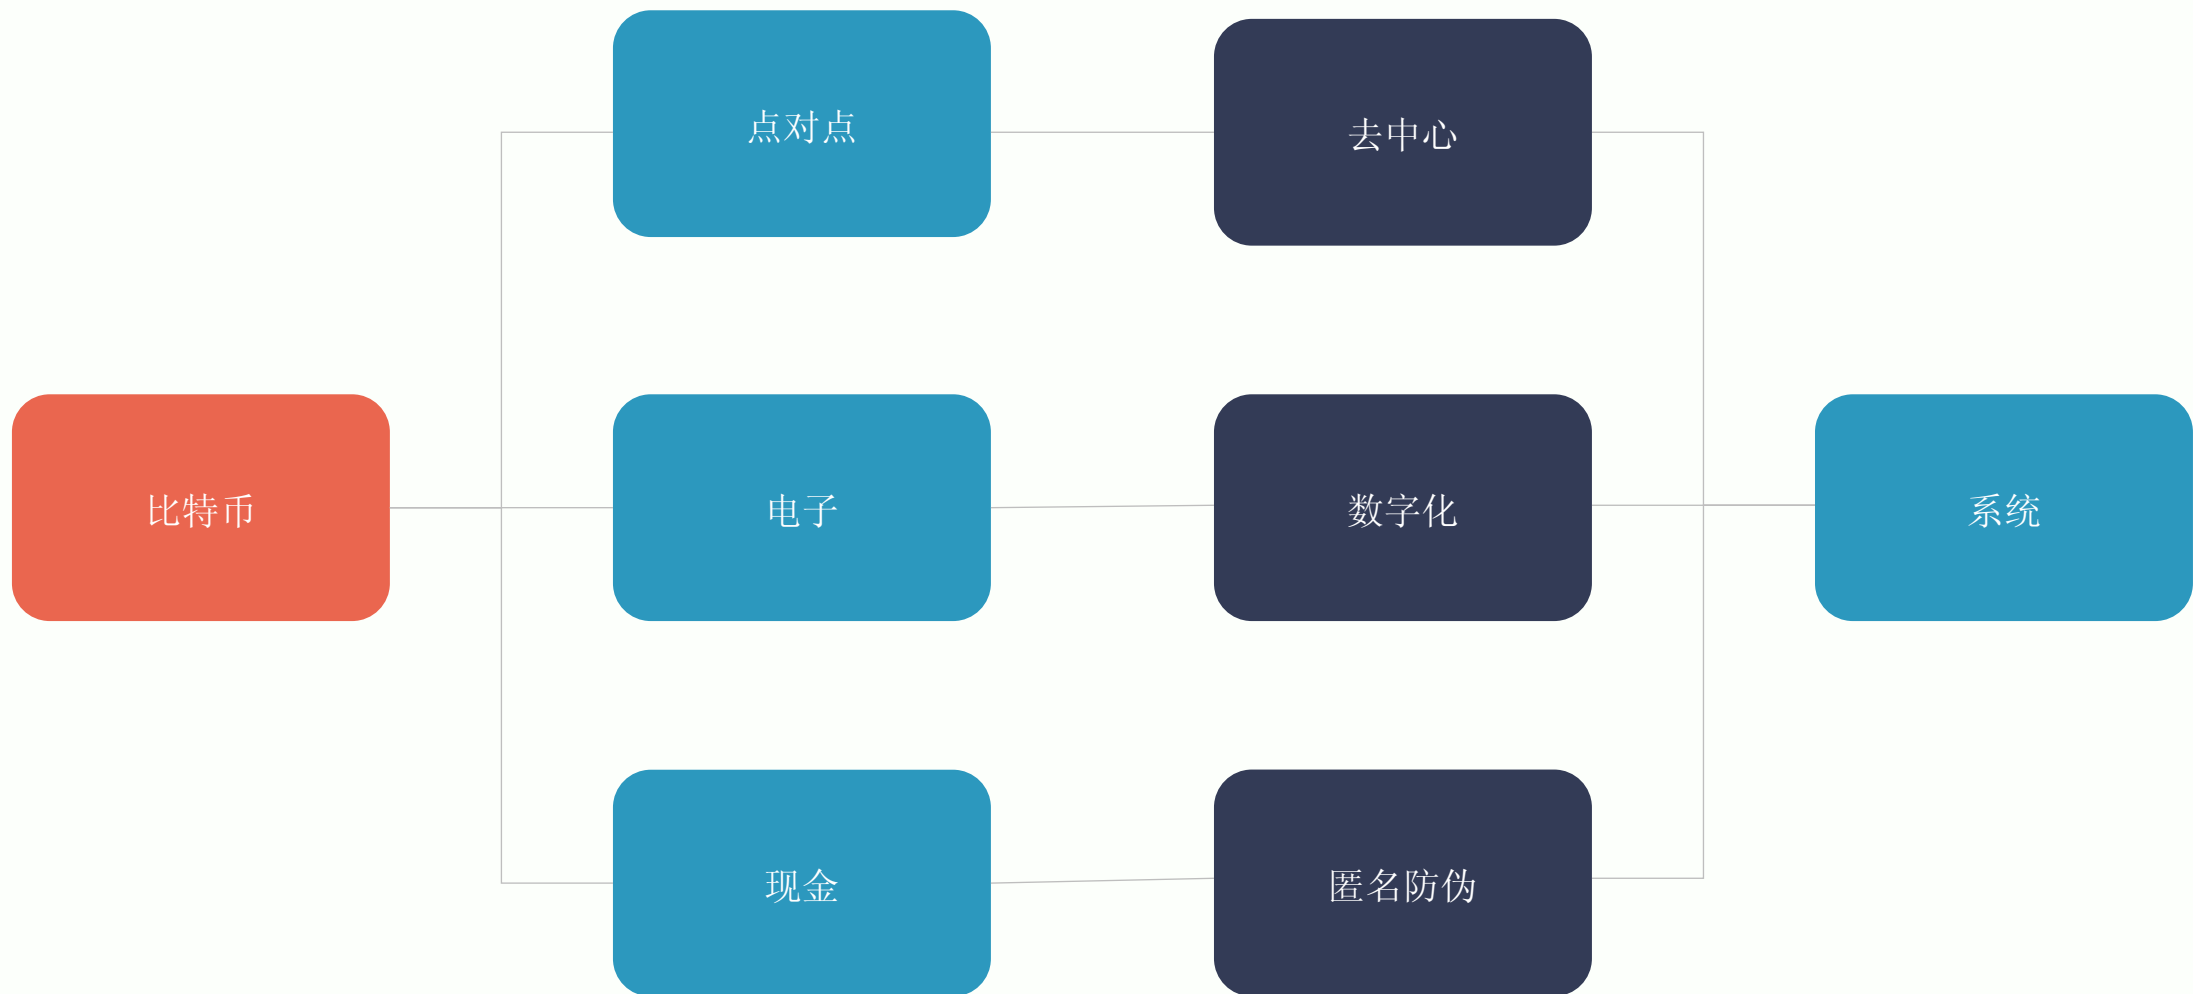 比特币
点对点
去中心
电子
数字化
现金
匿名防伪
系统